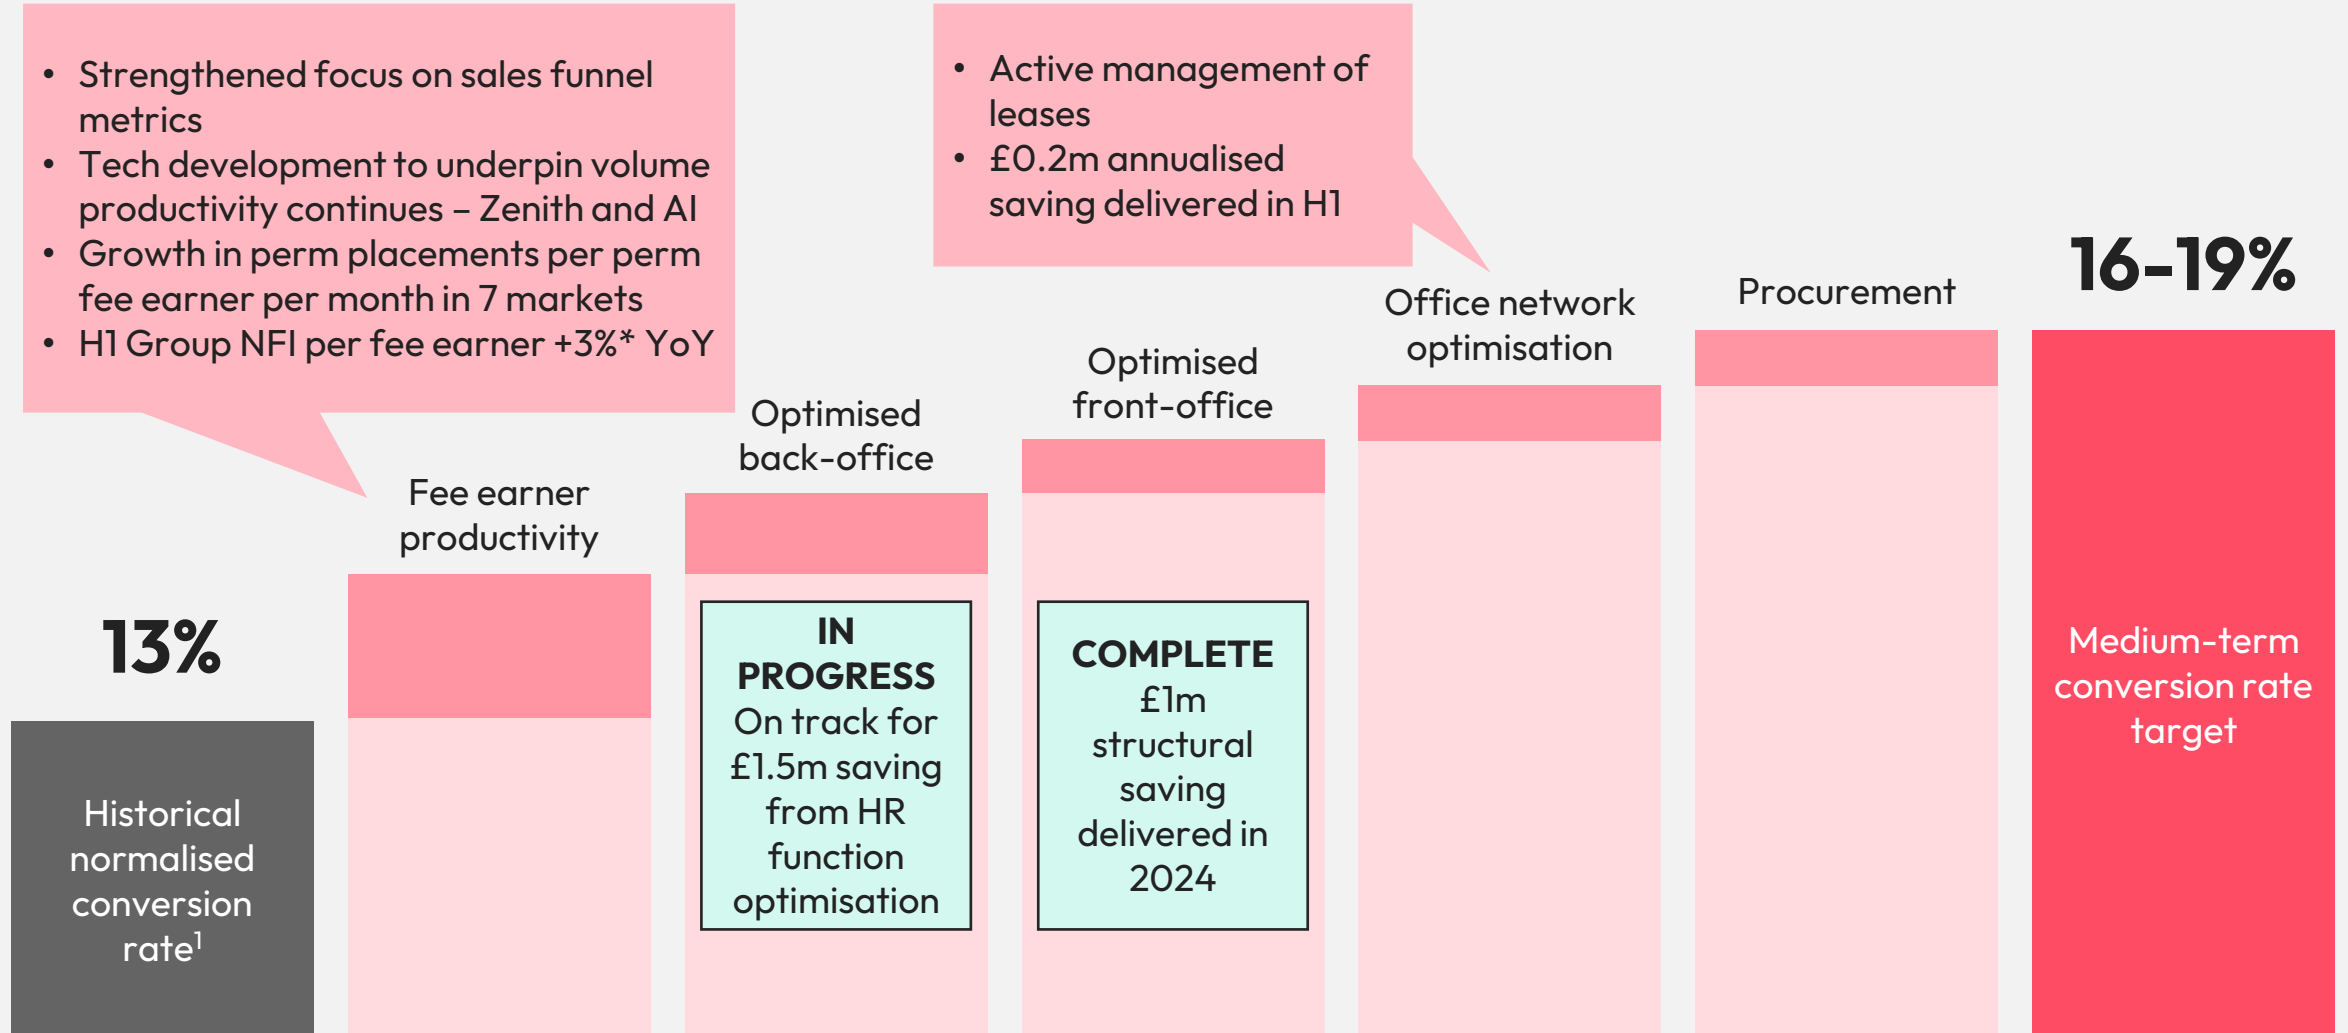 • Strengthened focus on sales funnel
metrics
• Tech development to underpin volume
productivity continues – Zenith and AI
• Growth in perm placements per perm
fee earner per month in 7 markets
• H1 Group NFI per fee earner +3%* YoY
• Active management of
leases
• £0.2m annualised
saving delivered in H1
13%
Historical
normalised
conversion
rate¹
Fee earner
productivity
Optimised
back-office
IN
PROGRESS
On track for
£1.5m saving
from HR
function
optimisation
Optimised
front-office
COMPLETE
£1m
structural
saving
delivered in
2024
Office network
optimisation
Procurement
16-19%
Medium-term
conversion rate
target